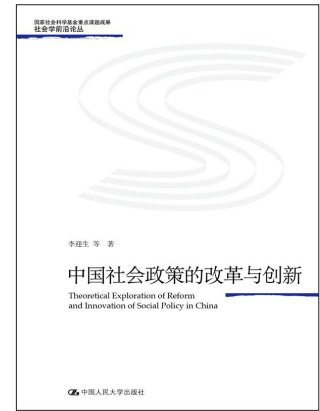 国家社会科学基金重点课题成果
社会学前沿论丛
李迎生 等 著
中国社会政策的改革与创新
Theoretical Exploration of Reform
and Innovation of Social Policy in China
中国人民大学出版社